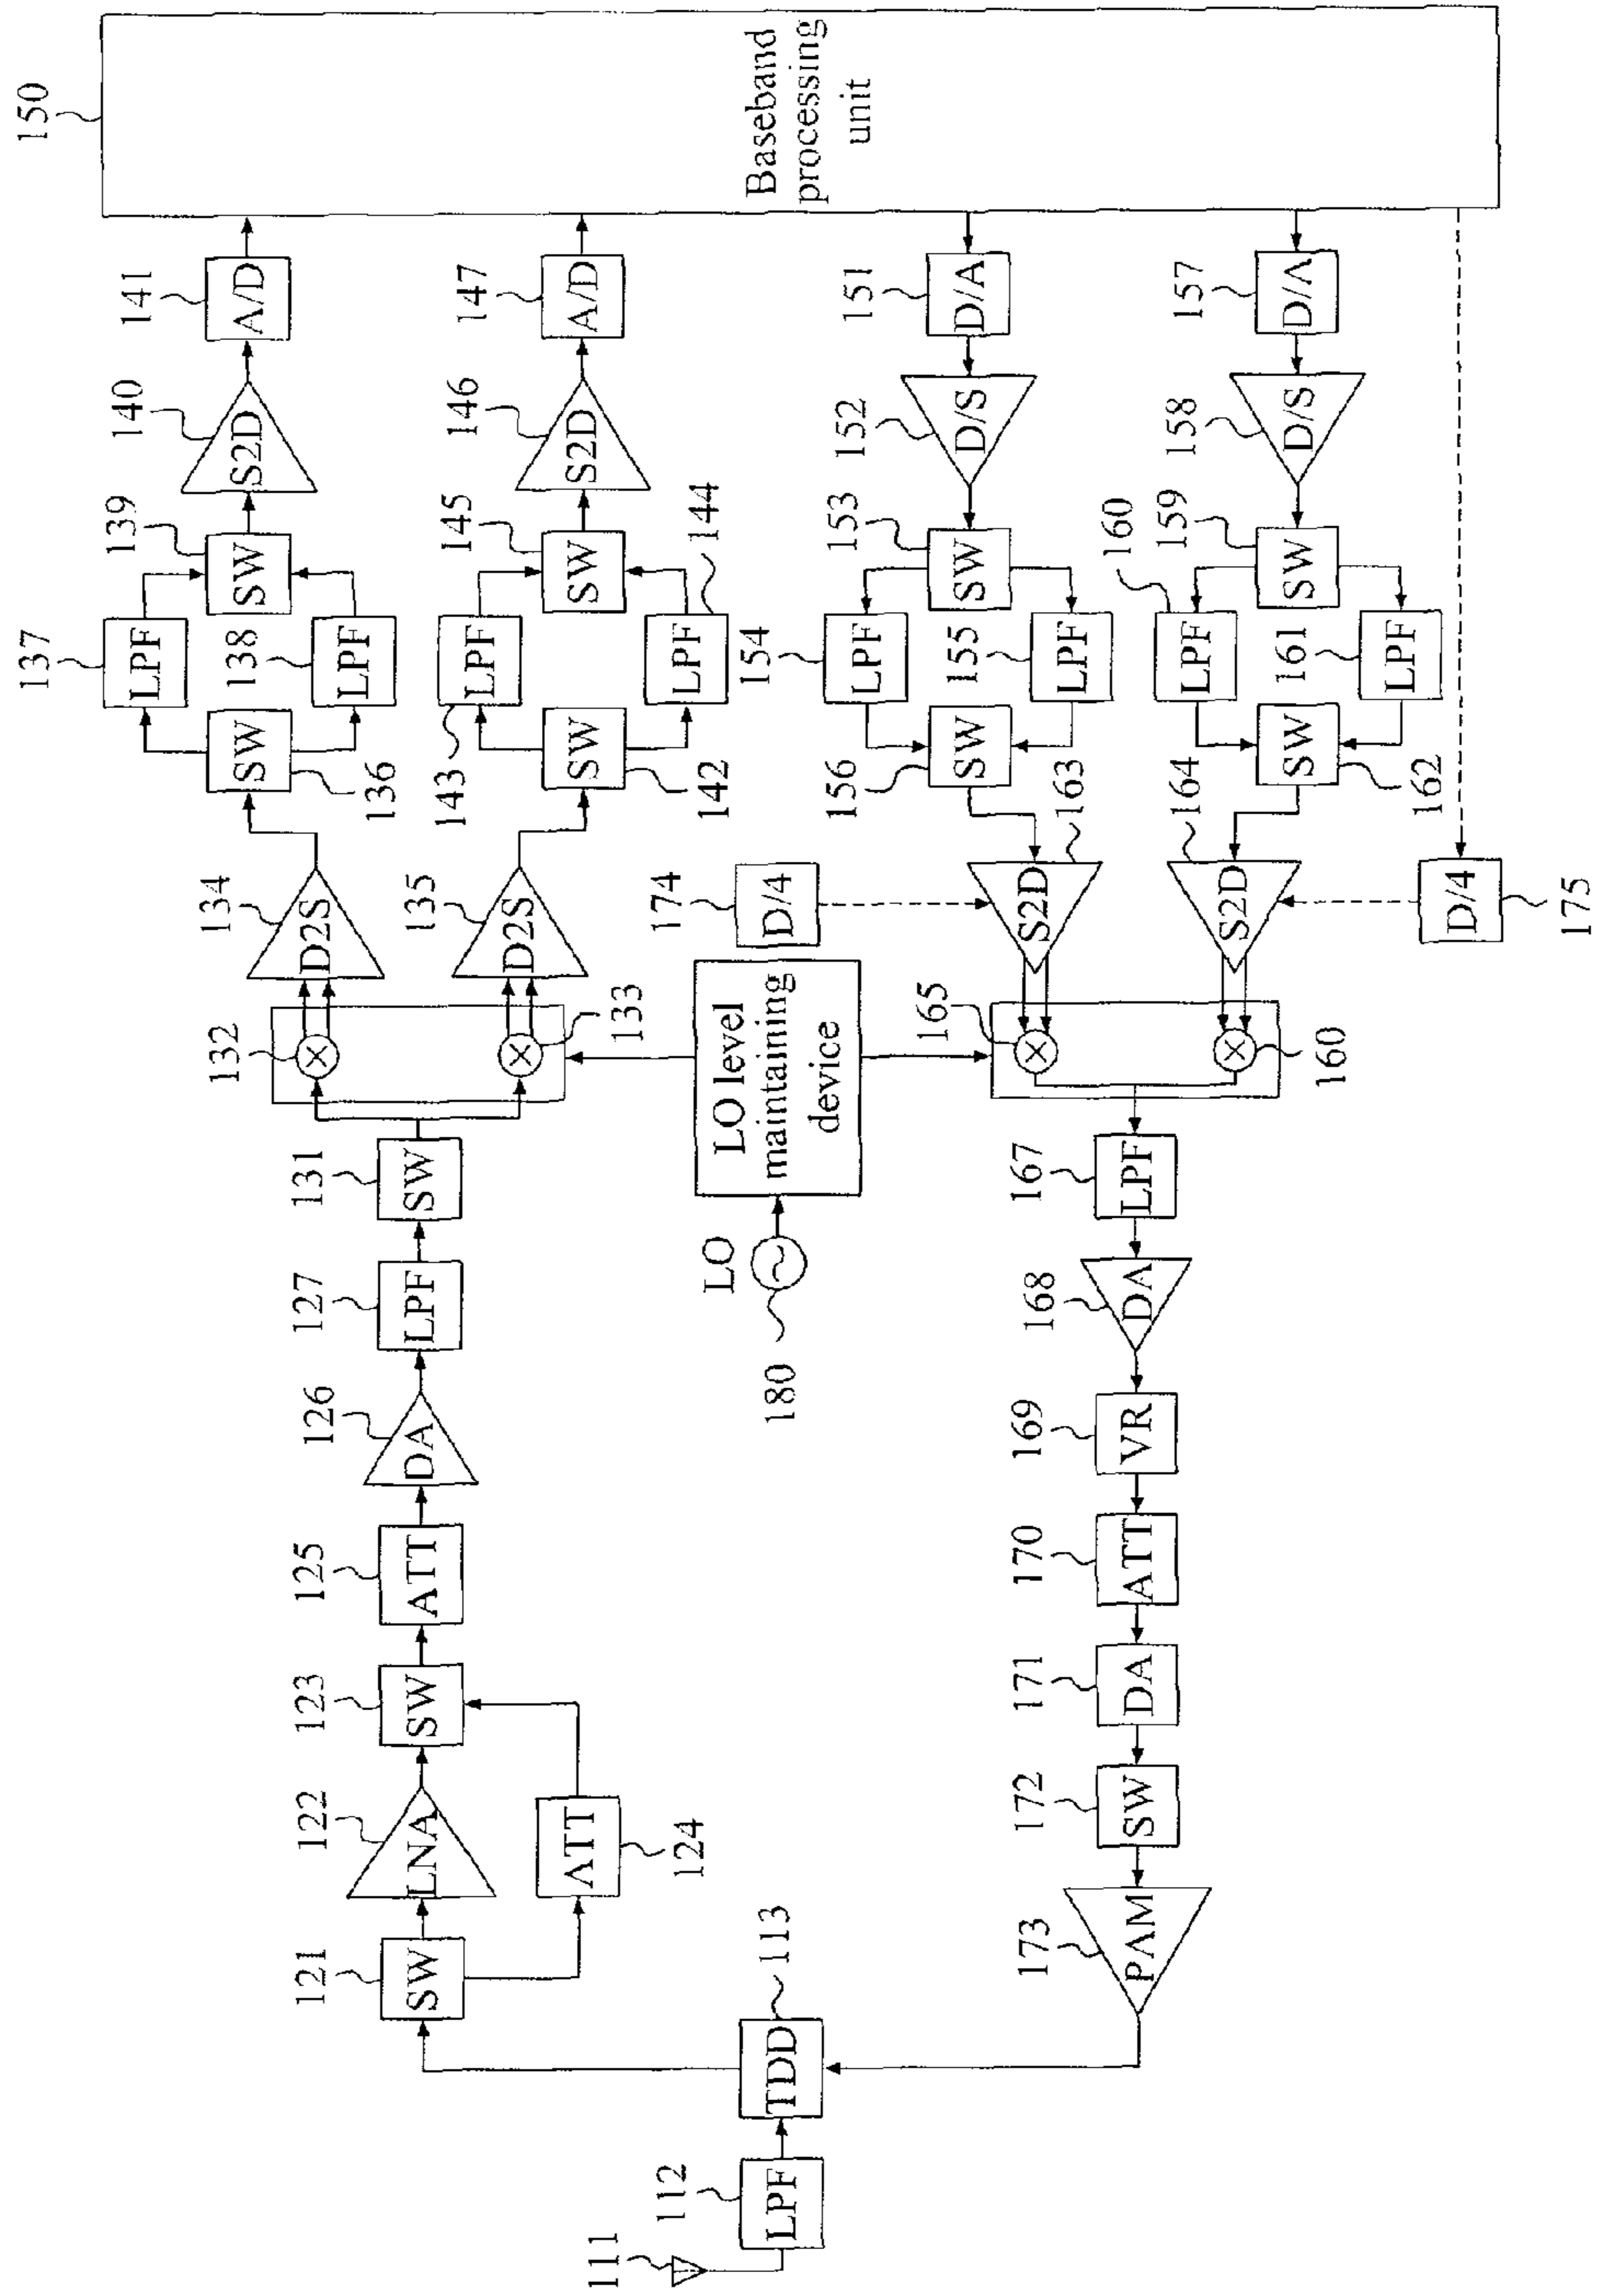 111
112
LPF
113
TDD
121
SW
122
LNA
123
SW
124
ATT
125
ATT
126
DA
127
LPF
131
SW
132
133
134
D2S
135
D2S
136
SW
137
LPF
138
LPF
139
SW
140
S2D
141
A/D
142
SW
143
LPF
144
LPF
145
SW
146
S2D
147
A/D
150
Baseband
processing
unit
LO
180
LO level
maintaining
device
151
D/A
152
D/S
153
SW
154
LPF
155
LPF
156
SW
157
D/A
158
D/S
159
SW
160
LPF
161
LPF
162
SW
163
S2D
164
S2D
165
160
174
D/4
175
D/4
167
LPF
168
DA
169
VR
170
ATT
171
DA
172
SW
173
PAM